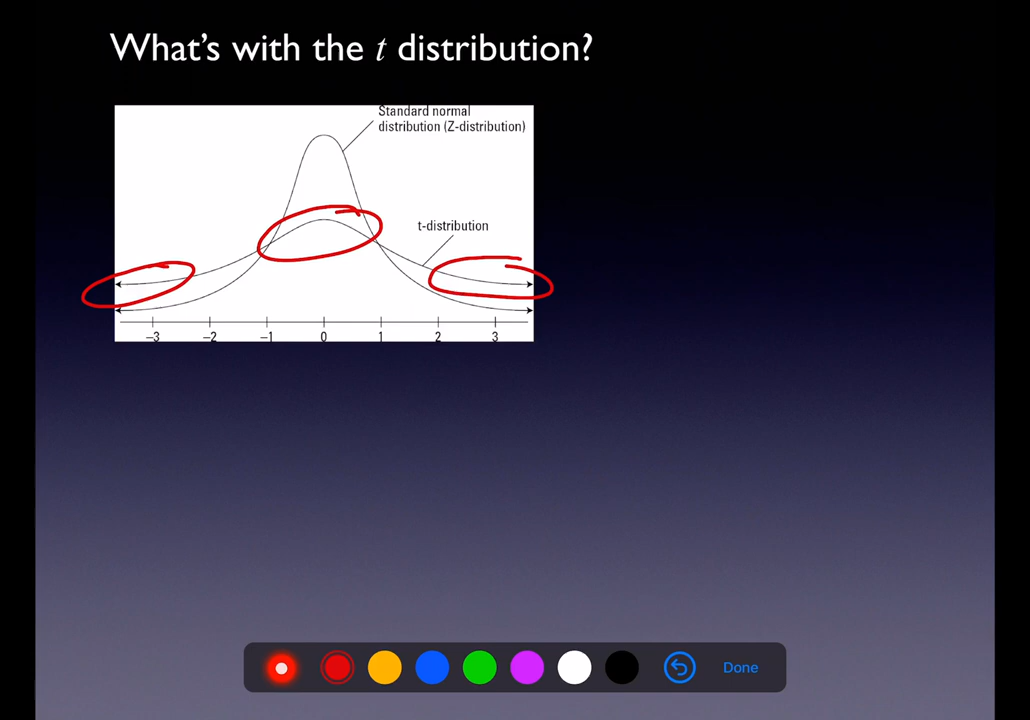 What's with the t distribution?
Standard normal
distribution (Z-distribution)
t-distribution
–3 –2 –1 0 1 2 3
Done